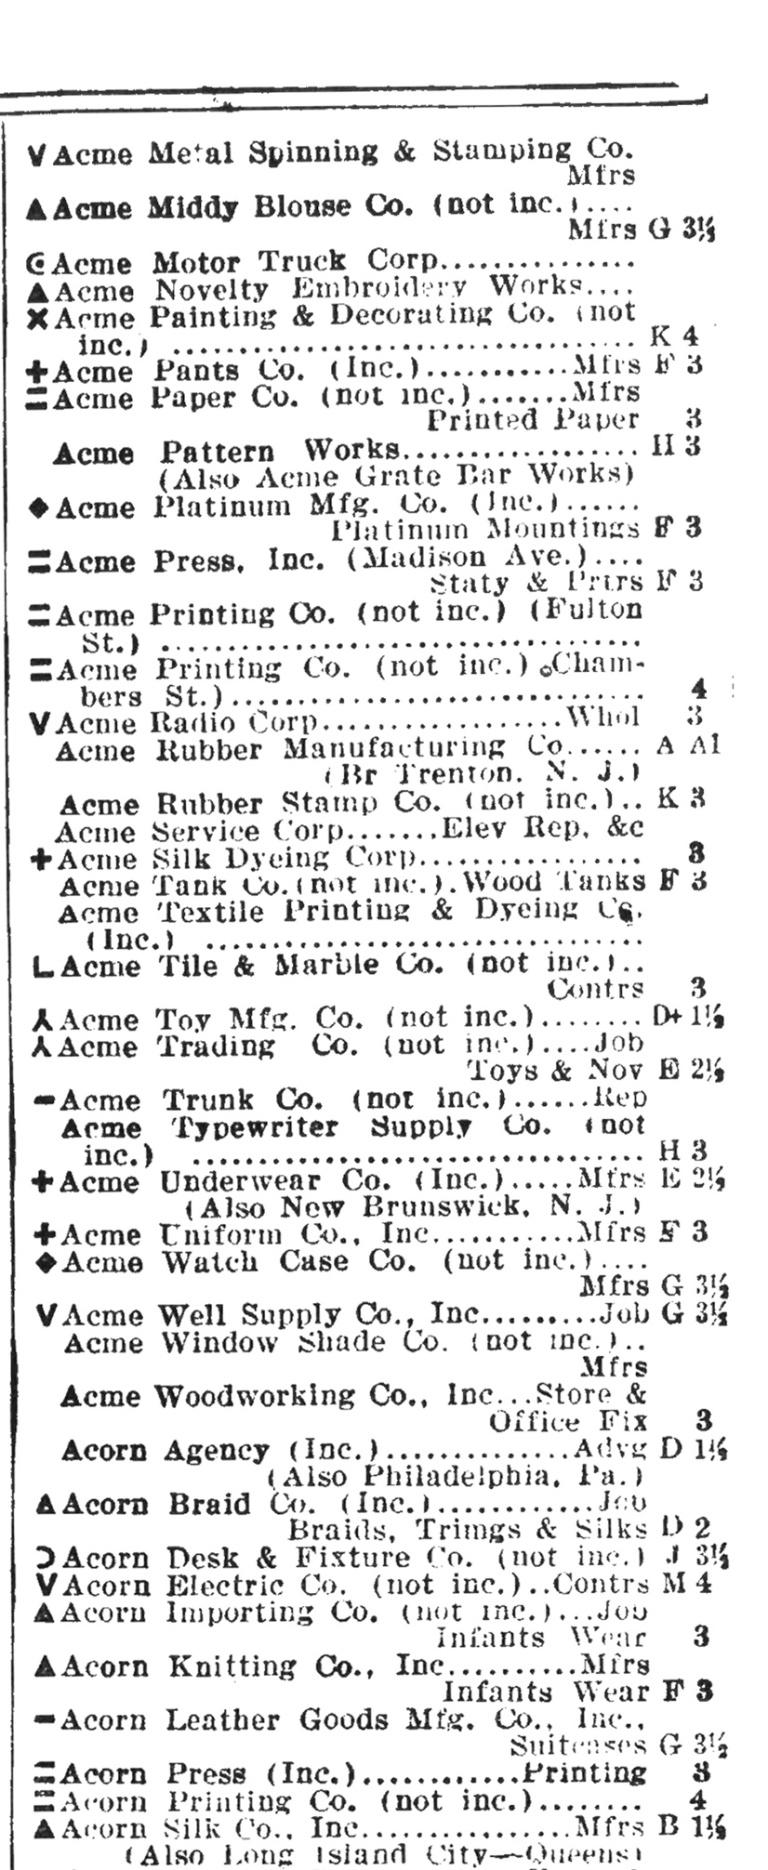 V Acme Metal Spinning & Stamping Co.
Mfrs
▲ Acme Middy Blouse Co. (not inc.)....
Mfrs G 3½
Acme Motor Truck Corp...............
▲ Acme Novelty Embroidery Works....
✕ Acme Painting & Decorating Co. (not
inc.) .................................. K 4
+ Acme Pants Co. (Inc.)...........Mfrs F 3
= Acme Paper Co. (not inc.).......Mfrs
Printed Paper 3
Acme Pattern Works.................. H 3
(Also Acme Grate Bar Works)
◆ Acme Platinum Mfg. Co. (Inc.)......
Platinum Mountings F 3
= Acme Press, Inc. (Madison Ave.)....
Staty & Prtrs F 3
= Acme Printing Co. (not inc.) (Fulton
St.) ...................................
= Acme Printing Co. (not inc.) (Cham-
bers St.)............................... 4
V Acme Radio Corp..................Whol 3
Acme Rubber Manufacturing Co...... A A1
(Br Trenton, N. J.)
Acme Rubber Stamp Co. (not inc.).. K 3
Acme Service Corp.......Elev Rep, &c
+ Acme Silk Dyeing Corp................. 3
Acme Tank Co.(not inc.).Wood Tanks F 3
Acme Textile Printing & Dyeing Co.
(Inc.) ................................
L Acme Tile & Marble Co. (not inc.)..
Contrs 3
⅄ Acme Toy Mfg. Co. (not inc.)........ D+ 1½
⅄ Acme Trading Co. (not inc.)....Job
Toys & Nov E 2½
- Acme Trunk Co. (not inc.)......Rep
Acme Typewriter Supply Co. (not
inc.) ................................. H 3
+ Acme Underwear Co. (Inc.).....Mfrs E 2½
(Also New Brunswick, N. J.)
+ Acme Uniform Co., Inc...........Mfrs F 3
◆ Acme Watch Case Co. (not inc.)....
Mfrs G 3½
V Acme Well Supply Co., Inc..........Job G 3½
Acme Window Shade Co. (not inc.)..
Mfrs
Acme Woodworking Co., Inc...Store &
Office Fix 3
Acorn Agency (Inc.)..............Advg D 1½
(Also Philadelphia, Pa.)
▲ Acorn Braid Co. (Inc.)............Job
Braids, Trimgs & Silks D 2
Ɔ Acorn Desk & Fixture Co. (not inc.) J 3½
V Acorn Electric Co. (not inc.)..Contrs M 4
▲ Acorn Importing Co. (not inc.)...Job
Infants Wear 3
▲ Acorn Knitting Co., Inc..........Mfrs
Infants Wear F 3
- Acorn Leather Goods Mfg. Co., Inc.,
Suitcases G 3½
= Acorn Press (Inc.)............Printing 3
= Acorn Printing Co. (not inc.)........ 4
▲ Acorn Silk Co., Inc................Mfrs B 1½
(Also Long Island City—Queens)